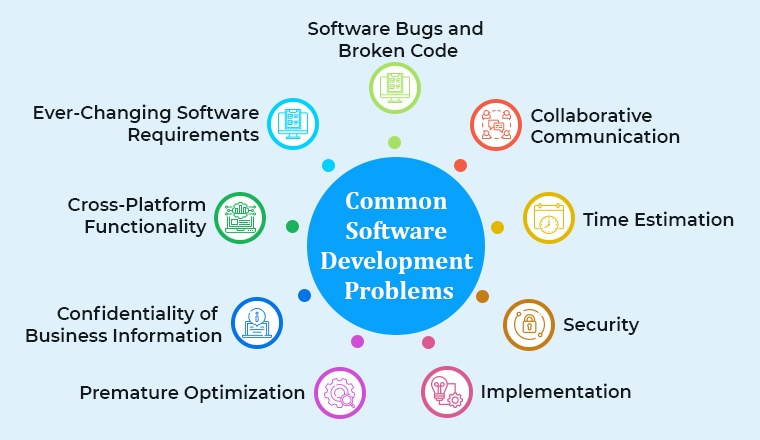 Software Bugs and
Broken Code
Ever-Changing Software
Requirements
Collaborative
Communication
Cross-Platform
Functionality
Common
Software
Development
Problems
Time Estimation
Confidentiality of
Business Information
Security
Premature Optimization
Implementation